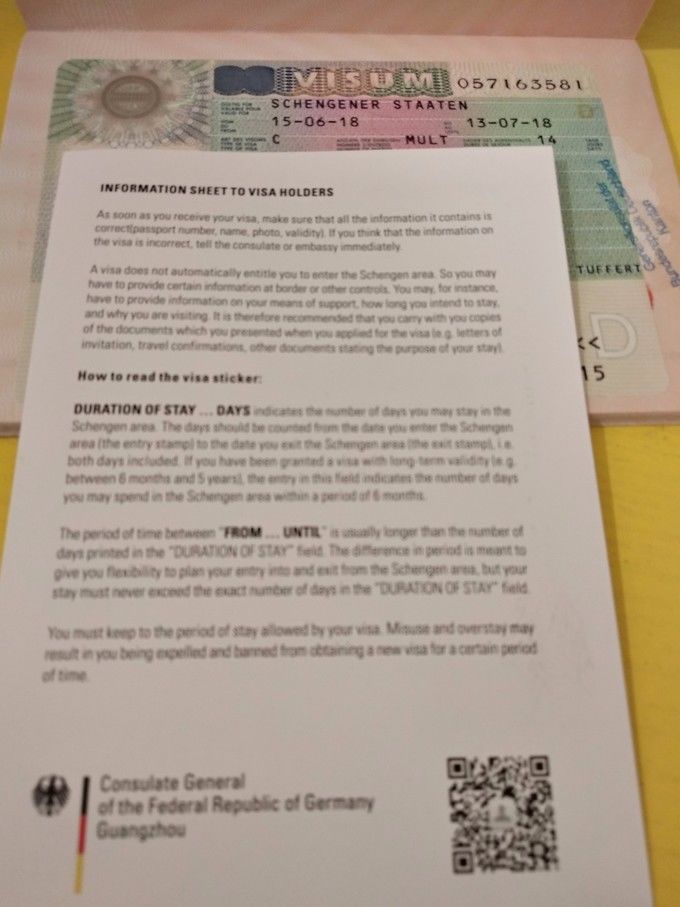 VISUM 057163581
SCHENGENER STAATEN
15-06-18 13-07-18
C MULT 14
TUFFERT
<<
D
15
INFORMATION SHEET TO VISA HOLDERS
As soon as you receive your visa, make sure that all the information it contains is
correct(passport number, name, photo, validity). If you think that the information on
the visa is incorrect, tell the consulate or embassy immediately.
A visa does not automatically entitle you to enter the Schengen area. So you may
have to provide certain information at border or other controls. You may, for instance,
have to provide information on your means of support, how long you intend to stay,
and why you are visiting. It is therefore recommended that you carry with you copies
of the documents which you presented when you applied for the visa (e.g. letters of
invitation, travel confirmations, other documents stating the purpose of your stay).
How to read the visa sticker:
DURATION OF STAY ... DAYS indicates the number of days you may stay in the
Schengen area. The days should be counted from the date you enter the Schengen
area (the entry stamp) to the date you exit the Schengen area (the exit stamp), i.e.
both days included. If you have been granted a visa with long-term validity (e.g.
between 6 months and 5 years), the entry in this field indicates the number of days
you may spend in the Schengen area within a period of 6 months.
The period of time between "FROM ... UNTIL" is usually longer than the number of
days printed in the "DURATION OF STAY" field. The difference in period is meant to
give you flexibility to plan your entry into and exit from the Schengen area, but your
stay must never exceed the exact number of days in the "DURATION OF STAY" field.
You must keep to the period of stay allowed by your visa. Misuse and overstay may
result in you being expelled and banned from obtaining a new visa for a certain period
of time.
Consulate General
of the Federal Republic of Germany
Guangzhou